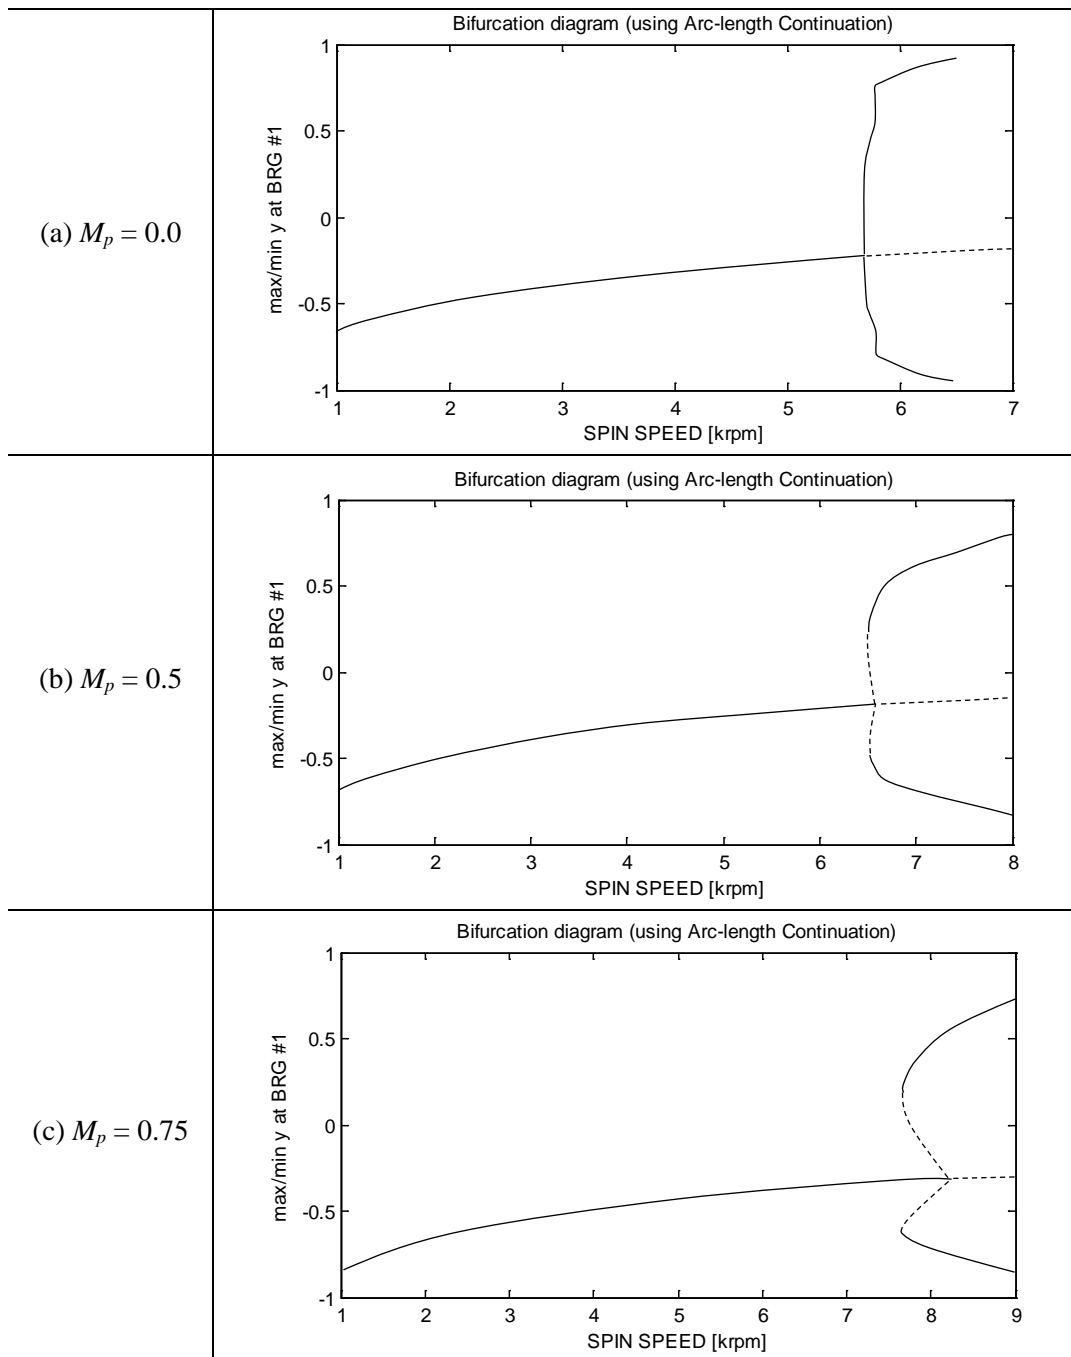 Bifurcation diagram (using Arc-length Continuation)
(a) Mp = 0.0
max/min y at BRG #1
1
0.5
0
-0.5
-1
1 2 3 4 5 6 7
SPIN SPEED [krpm]
Bifurcation diagram (using Arc-length Continuation)
(b) Mp = 0.5
max/min y at BRG #1
1
0.5
0
-0.5
-1
1 2 3 4 5 6 7 8
SPIN SPEED [krpm]
Bifurcation diagram (using Arc-length Continuation)
(c) Mp = 0.75
max/min y at BRG #1
1
0.5
0
-0.5
-1
1 2 3 4 5 6 7 8 9
SPIN SPEED [krpm]